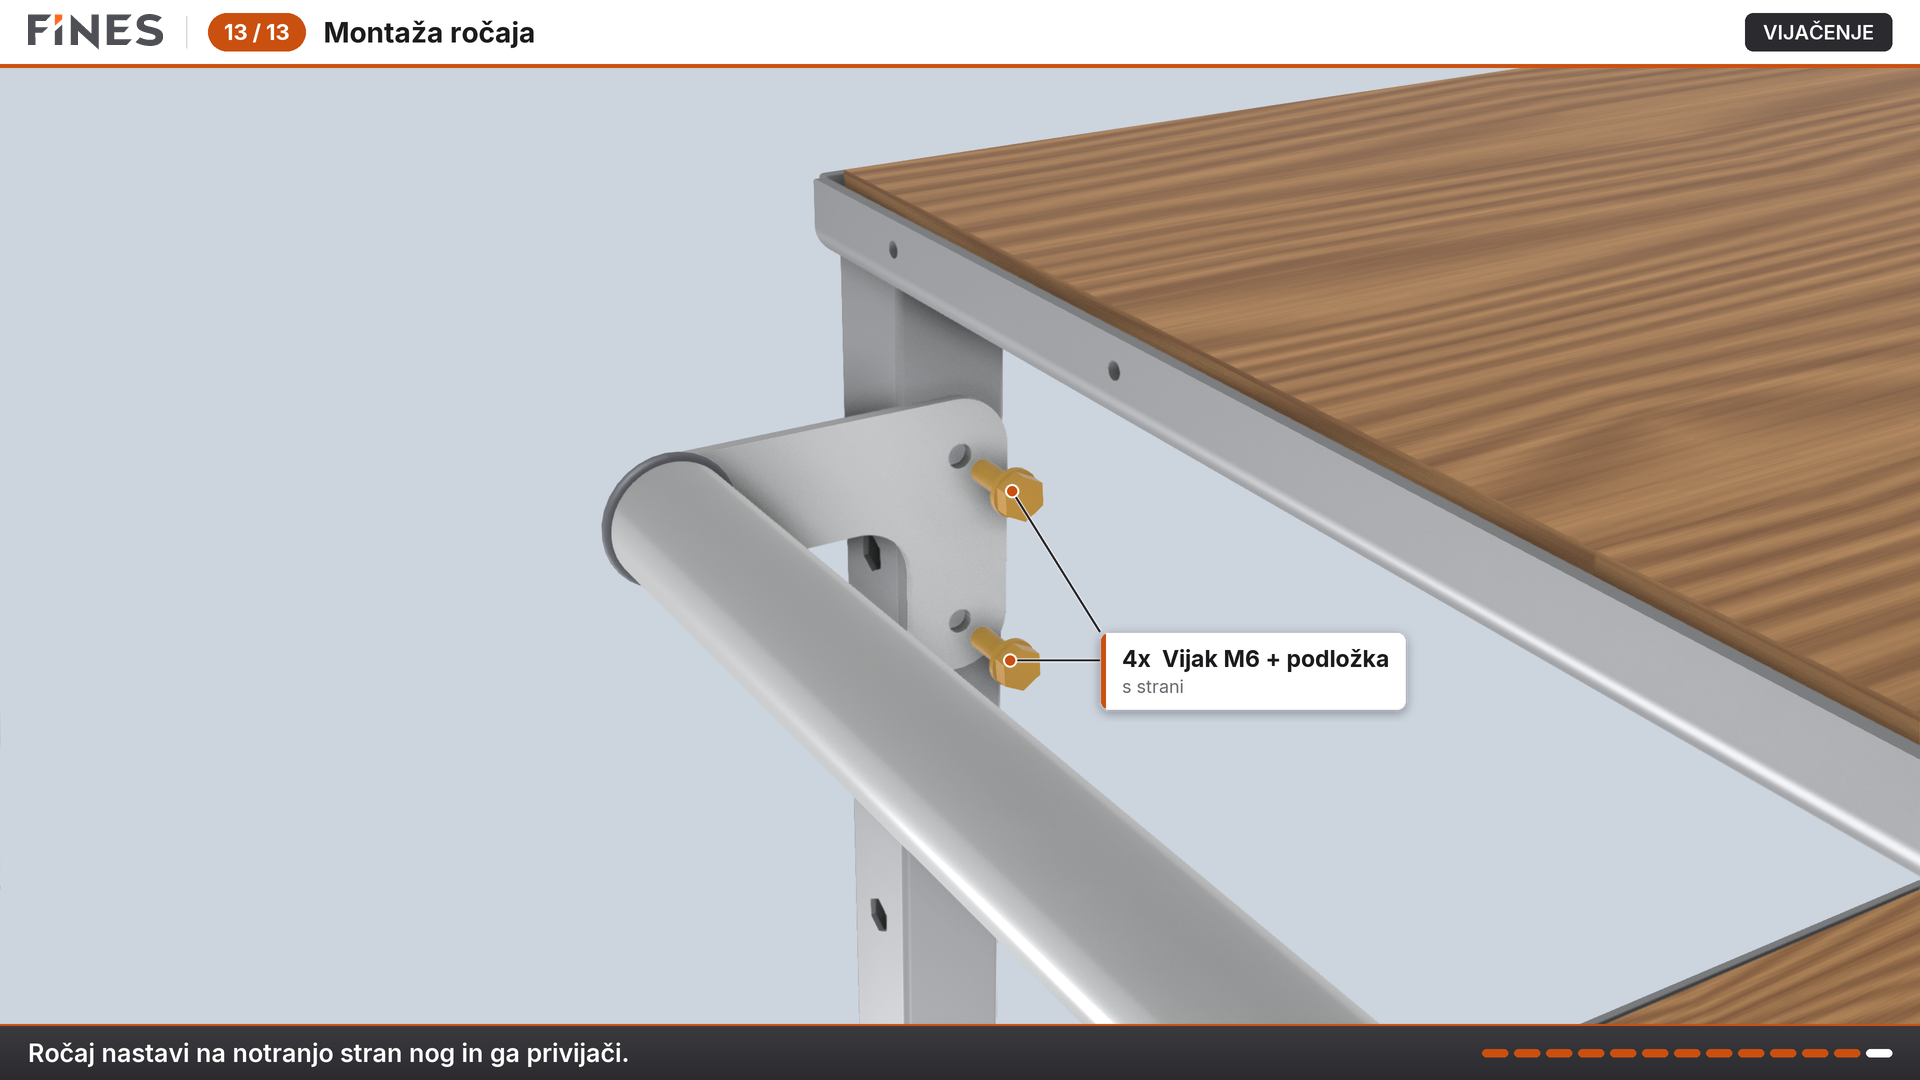 FINES
13 / 13
Montaža ročaja
VIJAČENJE
4x Vijak M6 + podložka
s strani
Ročaj nastavi na notranjo stran nog in ga privijači.